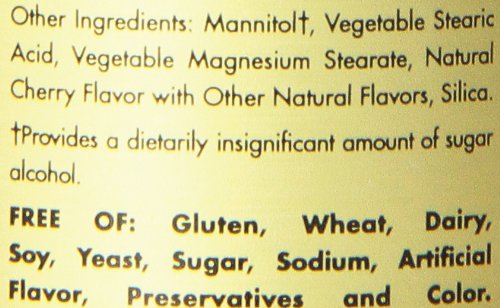 Other Ingredients: Mannitol†, Vegetable Stearic
Acid, Vegetable Magnesium Stearate, Natural
Cherry Flavor with Other Natural Flavors, Silica.
†Provides a dietarily insignificant amount of sugar
alcohol.
FREE OF: Gluten, Wheat, Dairy,
Soy, Yeast, Sugar, Sodium, Artificial
Flavor, Preservatives and Color.